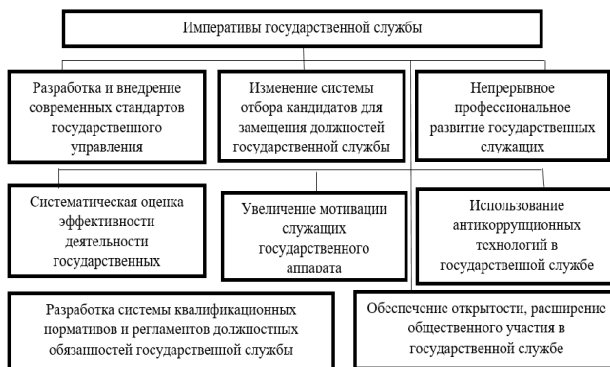 Императивы государственной службы
Разработка и внедрение
современных стандартов
государственного
управления
Изменение системы
отбора кандидатов для
замещения должностей
государственной службы
Непрерывное
профессиональное
развитие государственных
служащих
Систематическая оценка
эффективности
деятельности
государственных
Увеличение мотивации
служащих
государственного
аппарата
Использование
антикоррупционных
технологий в
государственной службе
Разработка системы квалификационных
нормативов и регламентов должностных
обязанностей государственной службы
Обеспечение открытости, расширение
общественного участия в
государственной службе